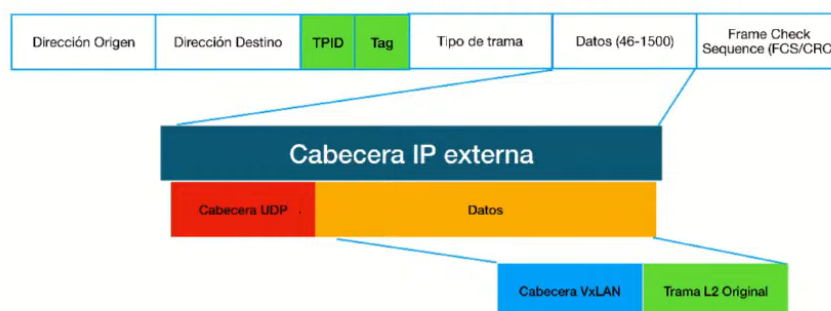 Dirección Origen
Dirección Destino
TPID
Tag
Tipo de trama
Datos (46-1500)
Frame Check
Sequence (FCS/CRC
Cabecera IP externa
Cabecera UDP
Datos
Cabecera VxLAN
Trama L2 Original